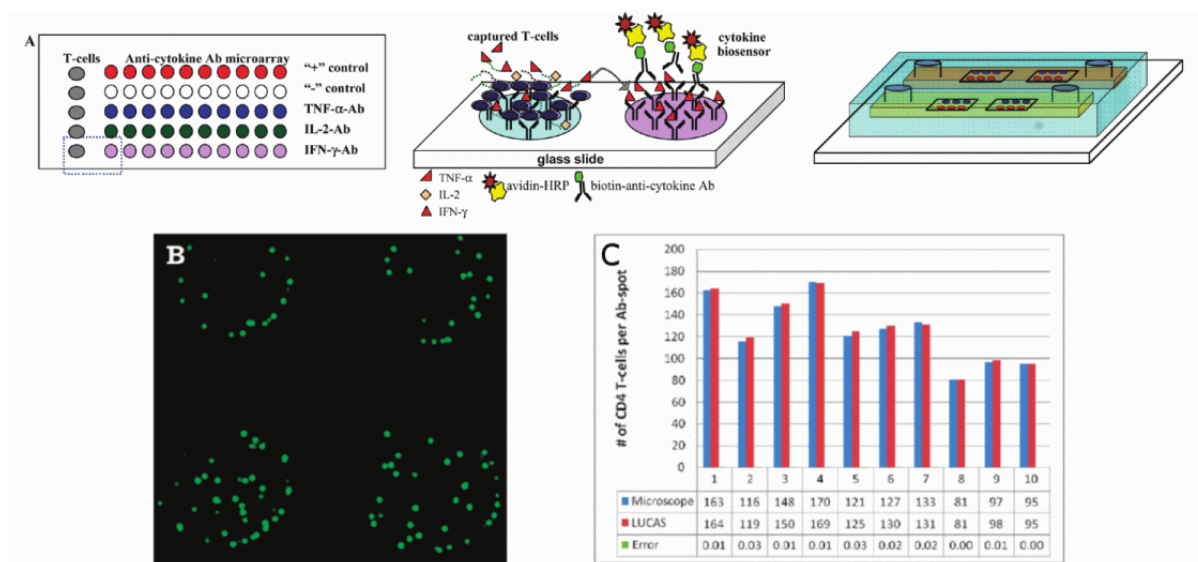 A
T-cells Anti-cytokine Ab microarray
"+" control
"-" control
TNF-α-Ab
IL-2-Ab
IFN-γ-Ab
captured T-cells
cytokine
biosensor
glass slide
TNF-α
IL-2
IFN-γ
avidin-HRP
biotin-anti-cytokine Ab
B
C
# of CD4 T-cells per Ab-spot
200
180
160
140
120
100
80
60
40
20
0
1 2 3 4 5 6 7 8 9 10
Microscope 163 116 148 170 121 127 133 81 97 95
LUCAS 164 119 150 169 125 130 131 81 98 95
Error 0.01 0.03 0.01 0.01 0.03 0.02 0.02 0.00 0.01 0.00